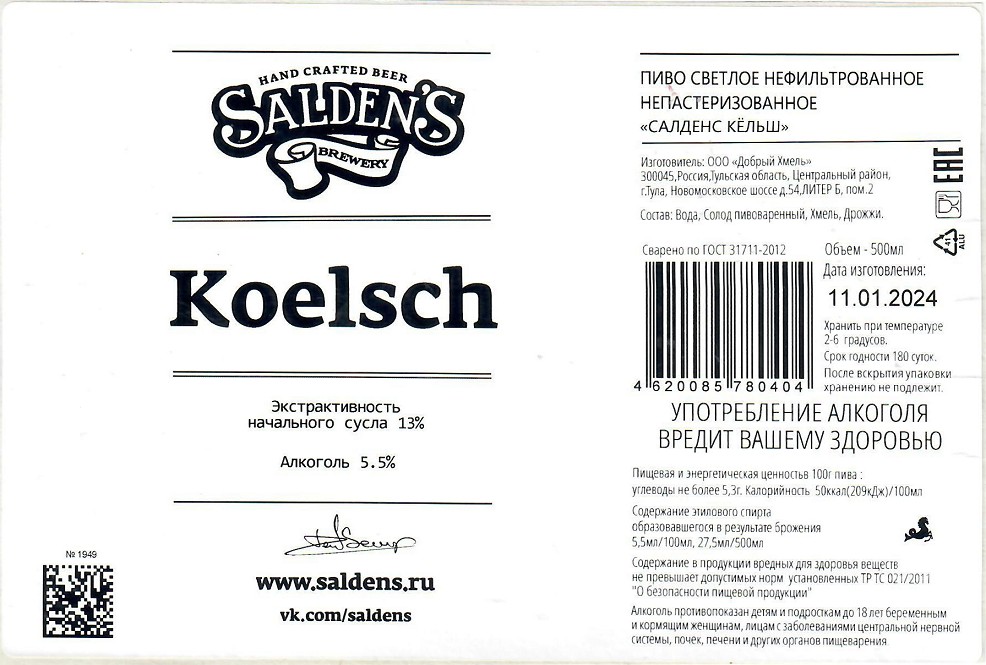 HAND CRAFTED BEER
SALDEN'S
BREWERY
Koelsch
Экстрактивность
начального сусла 13%
Алкоголь 5.5%
www.saldens.ru
vk.com/saldens
№ 1949
ПИВО СВЕТЛОЕ НЕФИЛЬТРОВАННОЕ
НЕПАСТЕРИЗОВАННОЕ
«САЛДЕНС КЁЛЬШ»
Изготовитель: ООО «Добрый Хмель»
300045,Россия,Тульская область, Центральный район,
г.Тула, Новомосковское шоссе д.54,ЛИТЕР Б, пом.2
Состав: Вода, Солод пивоваренный, Хмель, Дрожжи.
EAC
41
ALU
Сварено по ГОСТ 31711-2012
Объем - 500мл
Дата изготовления:
11.01.2024
Хранить при температуре
2-6 градусов.
Срок годности 180 суток.
После вскрытия упаковки
хранению не подлежит.
4 620085 780404
УПОТРЕБЛЕНИЕ АЛКОГОЛЯ
ВРЕДИТ ВАШЕМУ ЗДОРОВЬЮ
Пищевая и энергетическая ценностьв 100г пива :
углеводы не более 5,3г. Калорийность 50ккал(209кДж)/100мл
Содержание этилового спирта
образовавшегося в результате брожения
5,5мл/100мл, 27,5мл/500мл
Содержание в продукции вредных для здоровья веществ
не превышает допустимых норм установленных ТР ТС 021/2011
"О безопасности пищевой продукции"
Алкоголь противопоказан детям и подросткам до 18 лет беременным
и кормящим женщинам, лицам с заболеваниями центральной нервной
системы, почек, печени и других органов пищеварения.